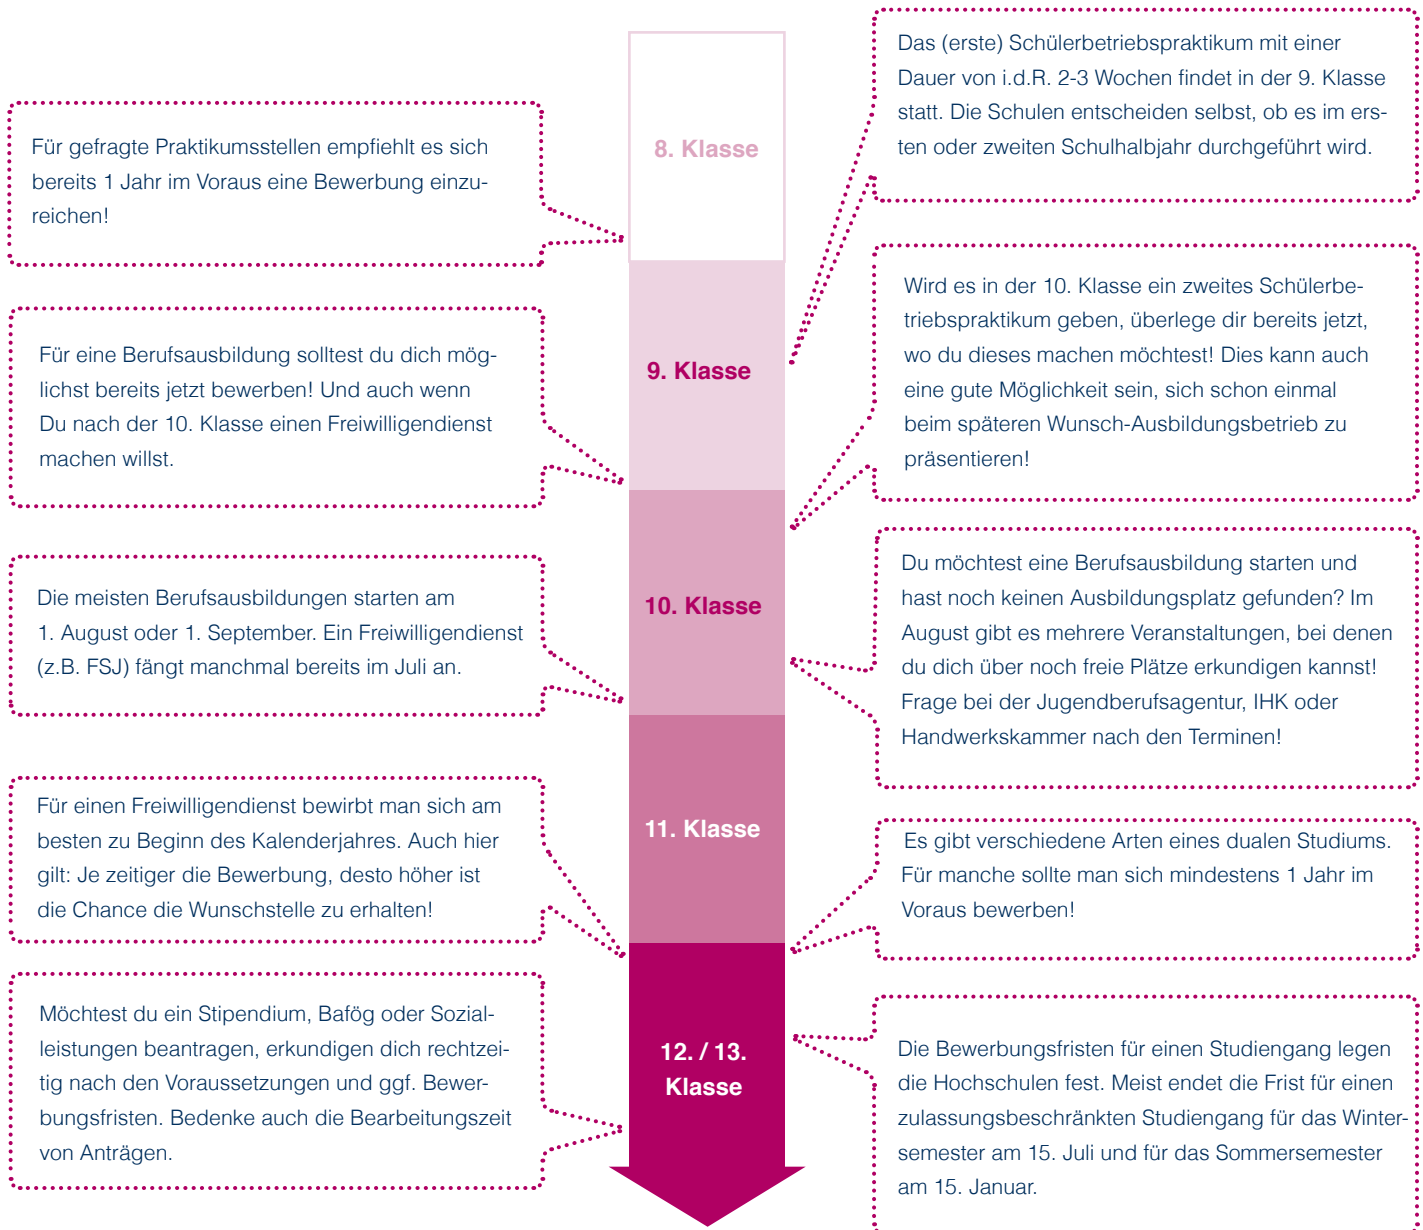 8. Klasse
Für gefragte Praktikumsstellen empfiehlt es sich
bereits 1 Jahr im Voraus eine Bewerbung einzu-
reichen!
Das (erste) Schülerbetriebspraktikum mit einer
Dauer von i.d.R. 2-3 Wochen findet in der 9. Klasse
statt. Die Schulen entscheiden selbst, ob es im ers-
ten oder zweiten Schulhalbjahr durchgeführt wird.
9. Klasse
Für eine Berufsausbildung solltest du dich mög-
lichst bereits jetzt bewerben! Und auch wenn
Du nach der 10. Klasse einen Freiwilligendienst
machen willst.
Wird es in der 10. Klasse ein zweites Schülerbe-
triebspraktikum geben, überlege dir bereits jetzt,
wo du dieses machen möchtest! Dies kann auch
eine gute Möglichkeit sein, sich schon einmal
beim späteren Wunsch-Ausbildungsbetrieb zu
präsentieren!
10. Klasse
Die meisten Berufsausbildungen starten am
1. August oder 1. September. Ein Freiwilligendienst
(z.B. FSJ) fängt manchmal bereits im Juli an.
Du möchtest eine Berufsausbildung starten und
hast noch keinen Ausbildungsplatz gefunden? Im
August gibt es mehrere Veranstaltungen, bei denen
du dich über noch freie Plätze erkundigen kannst!
Frage bei der Jugendberufsagentur, IHK oder
Handwerkskammer nach den Terminen!
11. Klasse
Für einen Freiwilligendienst bewirbt man sich am
besten zu Beginn des Kalenderjahres. Auch hier
gilt: Je zeitiger die Bewerbung, desto höher ist
die Chance die Wunschstelle zu erhalten!
Es gibt verschiedene Arten eines dualen Studiums.
Für manche sollte man sich mindestens 1 Jahr im
Voraus bewerben!
12. / 13.
Klasse
Möchtest du ein Stipendium, Bafög oder Sozial-
leistungen beantragen, erkundigen dich rechtzei-
tig nach den Voraussetzungen und ggf. Bewer-
bungsfristen. Bedenke auch die Bearbeitungszeit
von Anträgen.
Die Bewerbungsfristen für einen Studiengang legen
die Hochschulen fest. Meist endet die Frist für einen
zulassungsbeschränkten Studiengang für das Winter-
semester am 15. Juli und für das Sommersemester
am 15. Januar.